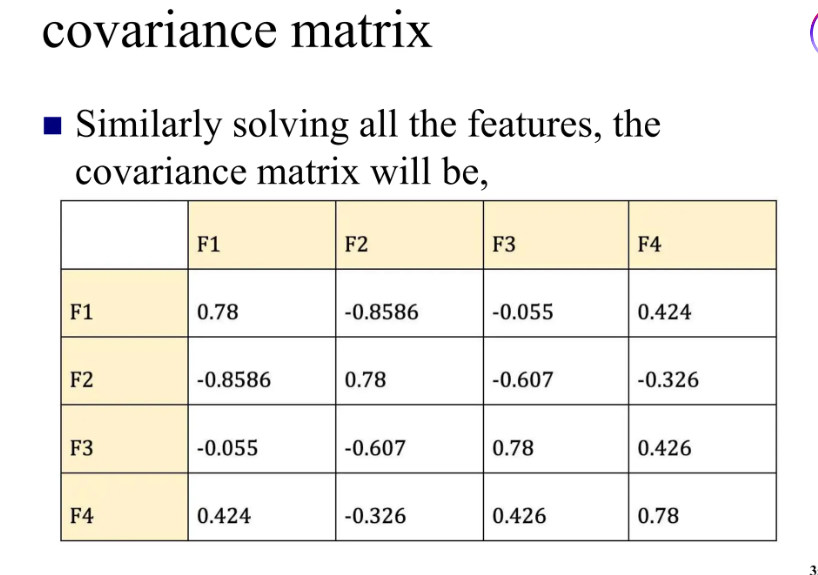 covariance matrix
Similarly solving all the features, the
covariance matrix will be,
F1 F2 F3 F4
F1 0.78 -0.8586 -0.055 0.424
F2 -0.8586 0.78 -0.607 -0.326
F3 -0.055 -0.607 0.78 0.426
F4 0.424 -0.326 0.426 0.78